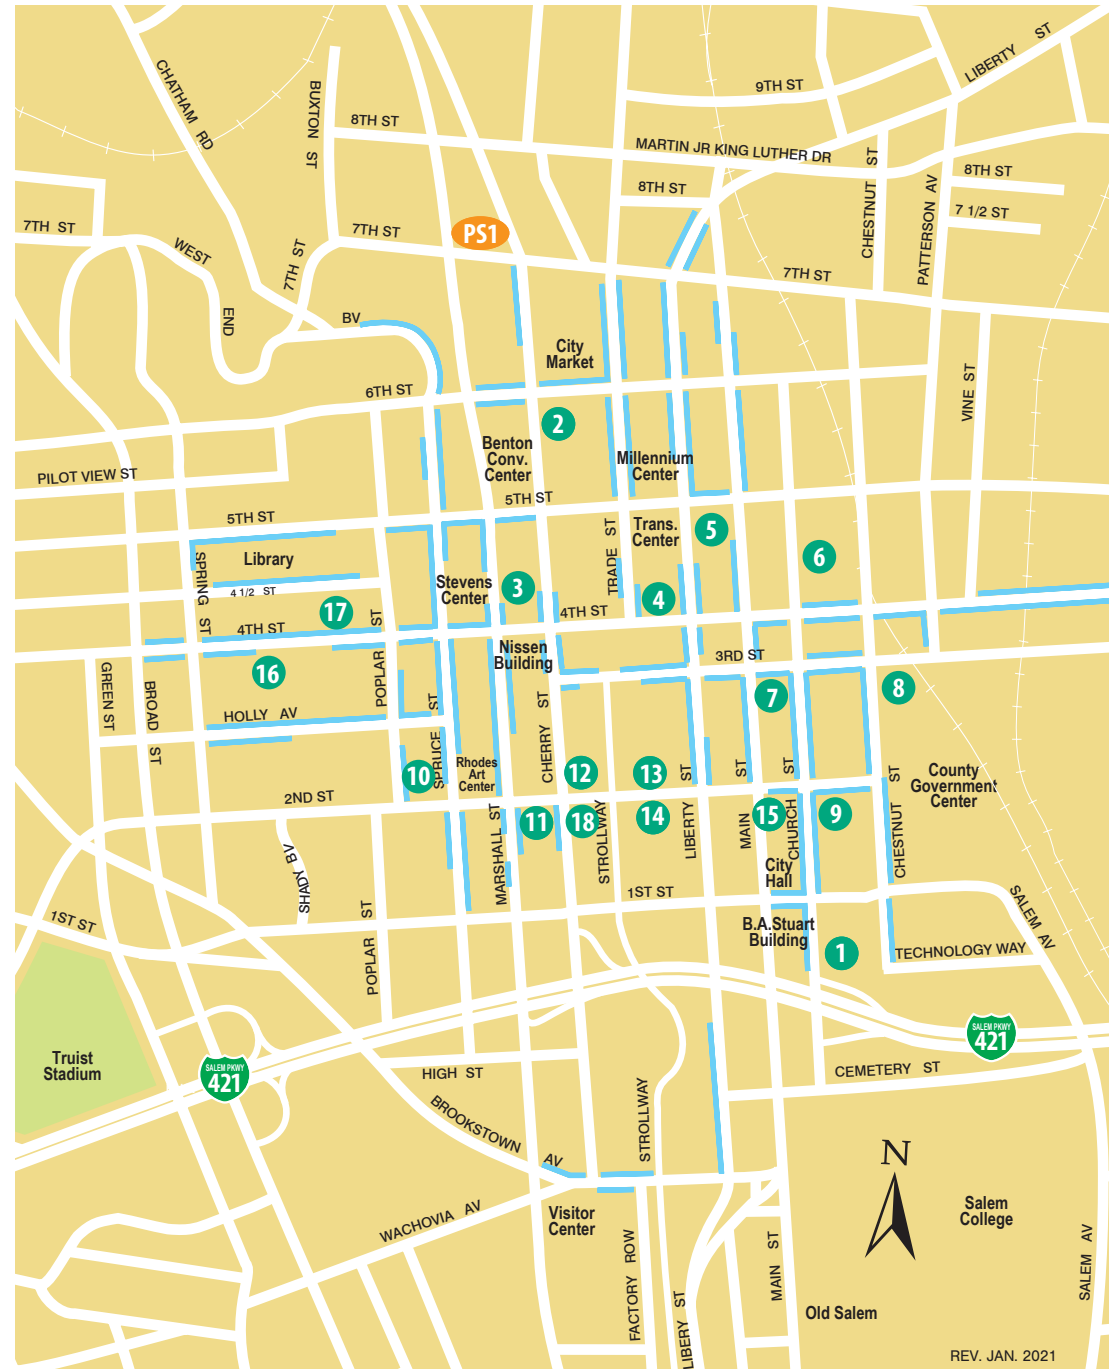 LIBERTY ST
CHATHAM RD
BUXTON ST
9TH ST
8TH ST
MARTIN JR KING LUTHER DR
CHESTNUT ST
8TH ST
PATTERSON AV
8TH ST
7 1/2 ST
7TH ST
WEST
END
BV
7TH ST
7TH ST
PS1
7TH ST
City
Market
6TH ST
VINE ST
2
Benton
Conv.
Center
Millennium
Center
PILOT VIEW ST
5TH ST
5TH ST
TRADE ST
Trans.
Center
5
6
Library
SPRING ST
4 1/2 ST
Stevens
Center
3
4
4TH ST
17
4TH ST
POPLAR ST
Nissen
Building
3RD ST
16
GREEN ST
BROAD ST
7
8
HOLLY AV
SPRUCE ST
CHERRY ST
10
Rhodes
Art
Center
12
13
LIBERTY ST
MAIN ST
CHURCH ST
CHESTNUT ST
County
Government
Center
2ND ST
MARSHALL ST
11
18
STROLLWAY
14
15
9
SHADY BV
City
Hall
1ST ST
1ST ST
POPLAR ST
B.A.Stuart
Building
1
SALEM AV
TECHNOLOGY WAY
SALEM PKWY
421
Truist
Stadium
SALEM PKWY
421
HIGH ST
CEMETERY ST
BROOKSTOWN AV
STROLLWAY
N
Visitor
Center
WACHOVIA AV
Salem
College
FACTORY ROW
LIBERY ST
MAIN ST
SALEM AV
Old Salem
REV. JAN. 2021